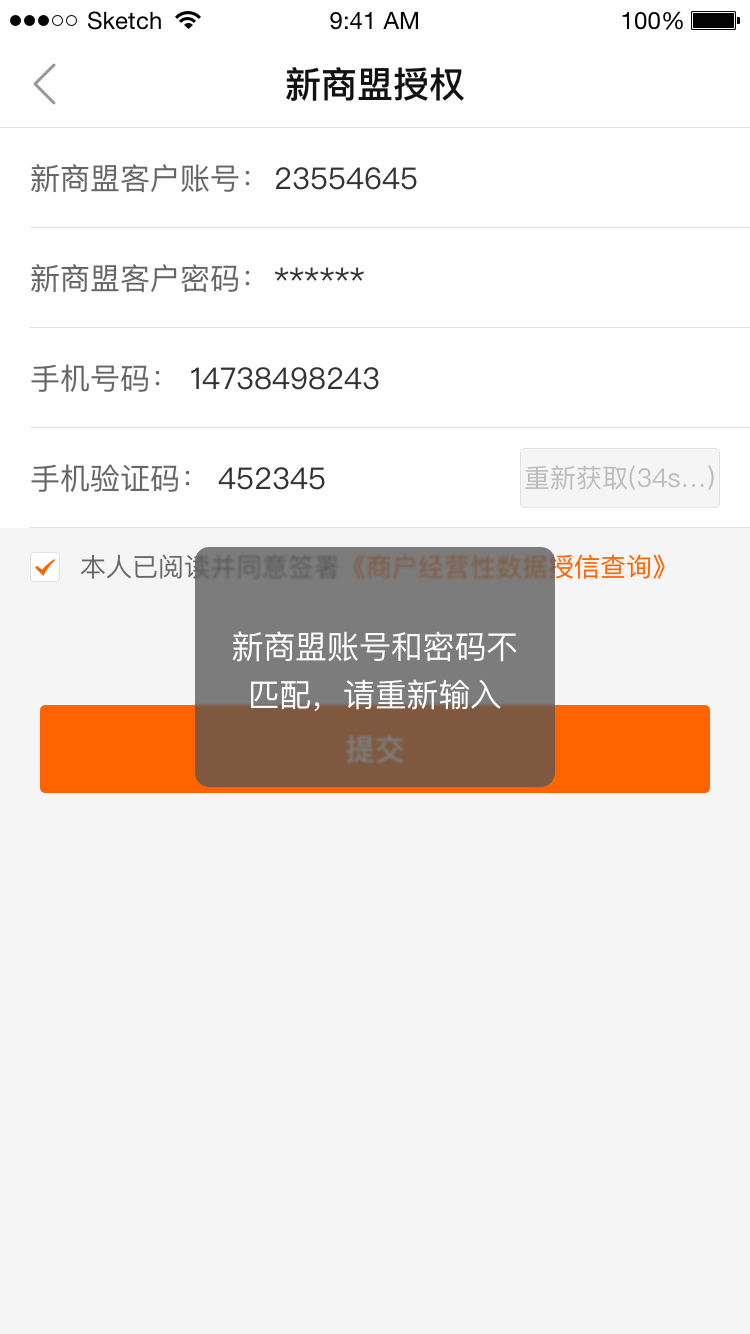 Sketch 9:41 AM 100%
新商盟授权
新商盟客户账号： 23554645
新商盟客户密码： ******
手机号码： 14738498243
手机验证码： 452345 重新获取(34s...)
本人已阅读并同意签署《商户经营性数据授信查询》
新商盟账号和密码不
匹配，请重新输入
提交